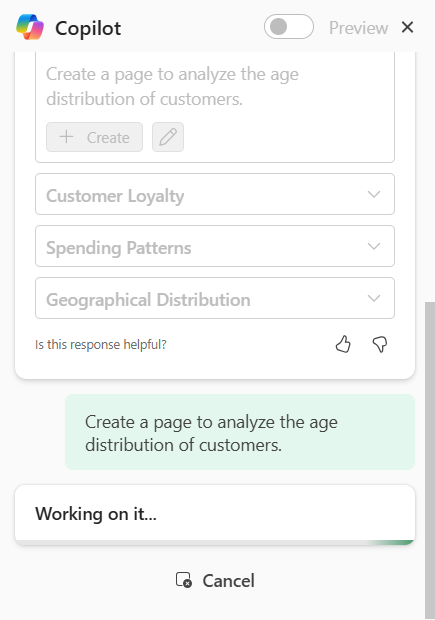 Copilot
Preview
Create a page to analyze the age
distribution of customers.
Create
Customer Loyalty
Spending Patterns
Geographical Distribution
Is this response helpful?
Create a page to analyze the age
distribution of customers.
Working on it...
Cancel